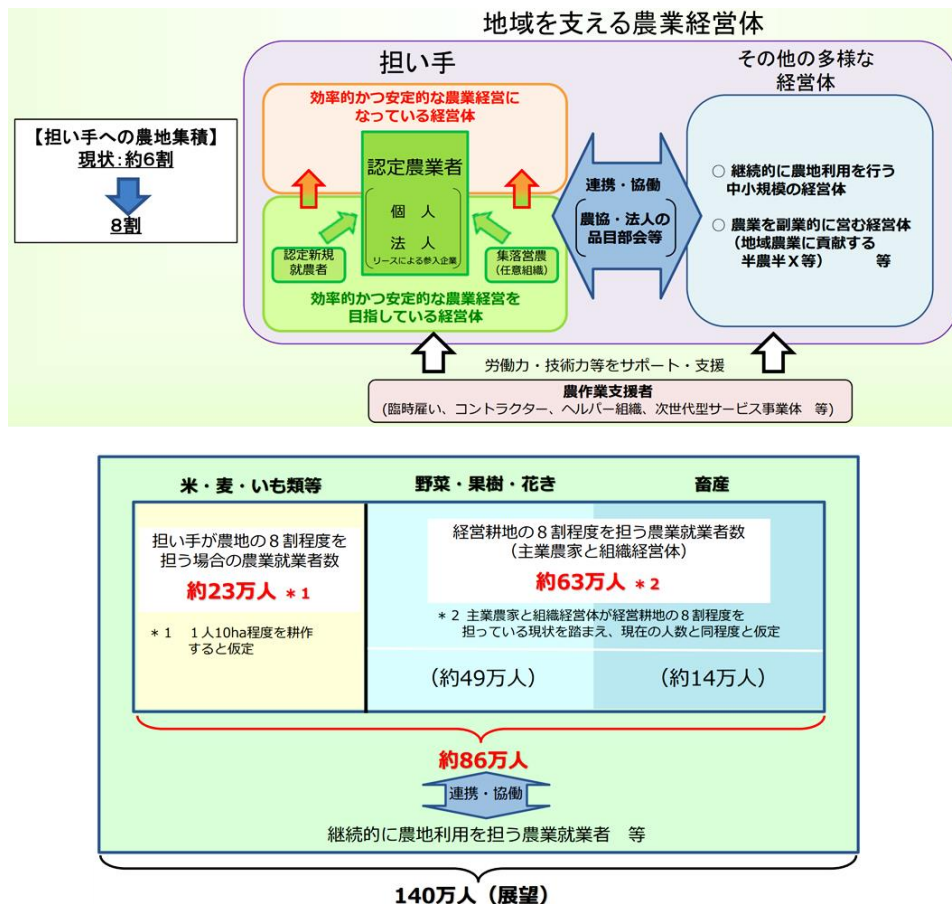 地域を支える農業経営体
担い手
その他の多様な
経営体
【担い手への農地集積】
現状：約6割
8割
効率的かつ安定的な農業経営に
なっている経営体
認定農業者
個　人
法　人
(リースによる参入企業)
認定新規
就農者
集落営農
(任意組織)
効率的かつ安定的な農業経営を
目指している経営体
連携・協働
農協・法人の
品目部会等
○ 継続的に農地利用を行う
中小規模の経営体
○ 農業を副業的に営む経営体
（地域農業に貢献する
半農半Ｘ等）　等
労働力・技術力等をサポート・支援
農作業支援者
(臨時雇い、コントラクター、ヘルパー組織、次世代型サービス事業体　等)
米・麦・いも類等
野菜・果樹・花き
畜産
担い手が農地の８割程度を
担う場合の農業就業者数
約23万人 ＊1
＊1　１人10ha程度を耕作
すると仮定
経営耕地の８割程度を担う農業就業者数
（主業農家と組織経営体）
約63万人 ＊2
＊2 主業農家と組織経営体が経営耕地の８割程度を
担っている現状を踏まえ、現在の人数と同程度と仮定
（約49万人）
（約14万人）
約86万人
連携・協働
継続的に農地利用を担う農業就業者　等
140万人（展望）